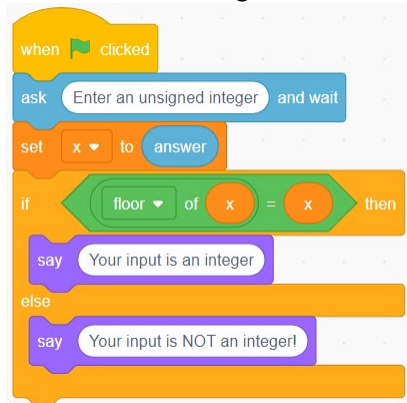 when clicked
ask Enter an unsigned integer and wait
set x to answer
if floor of x = x then
say Your input is an integer
else
say Your input is NOT an integer!